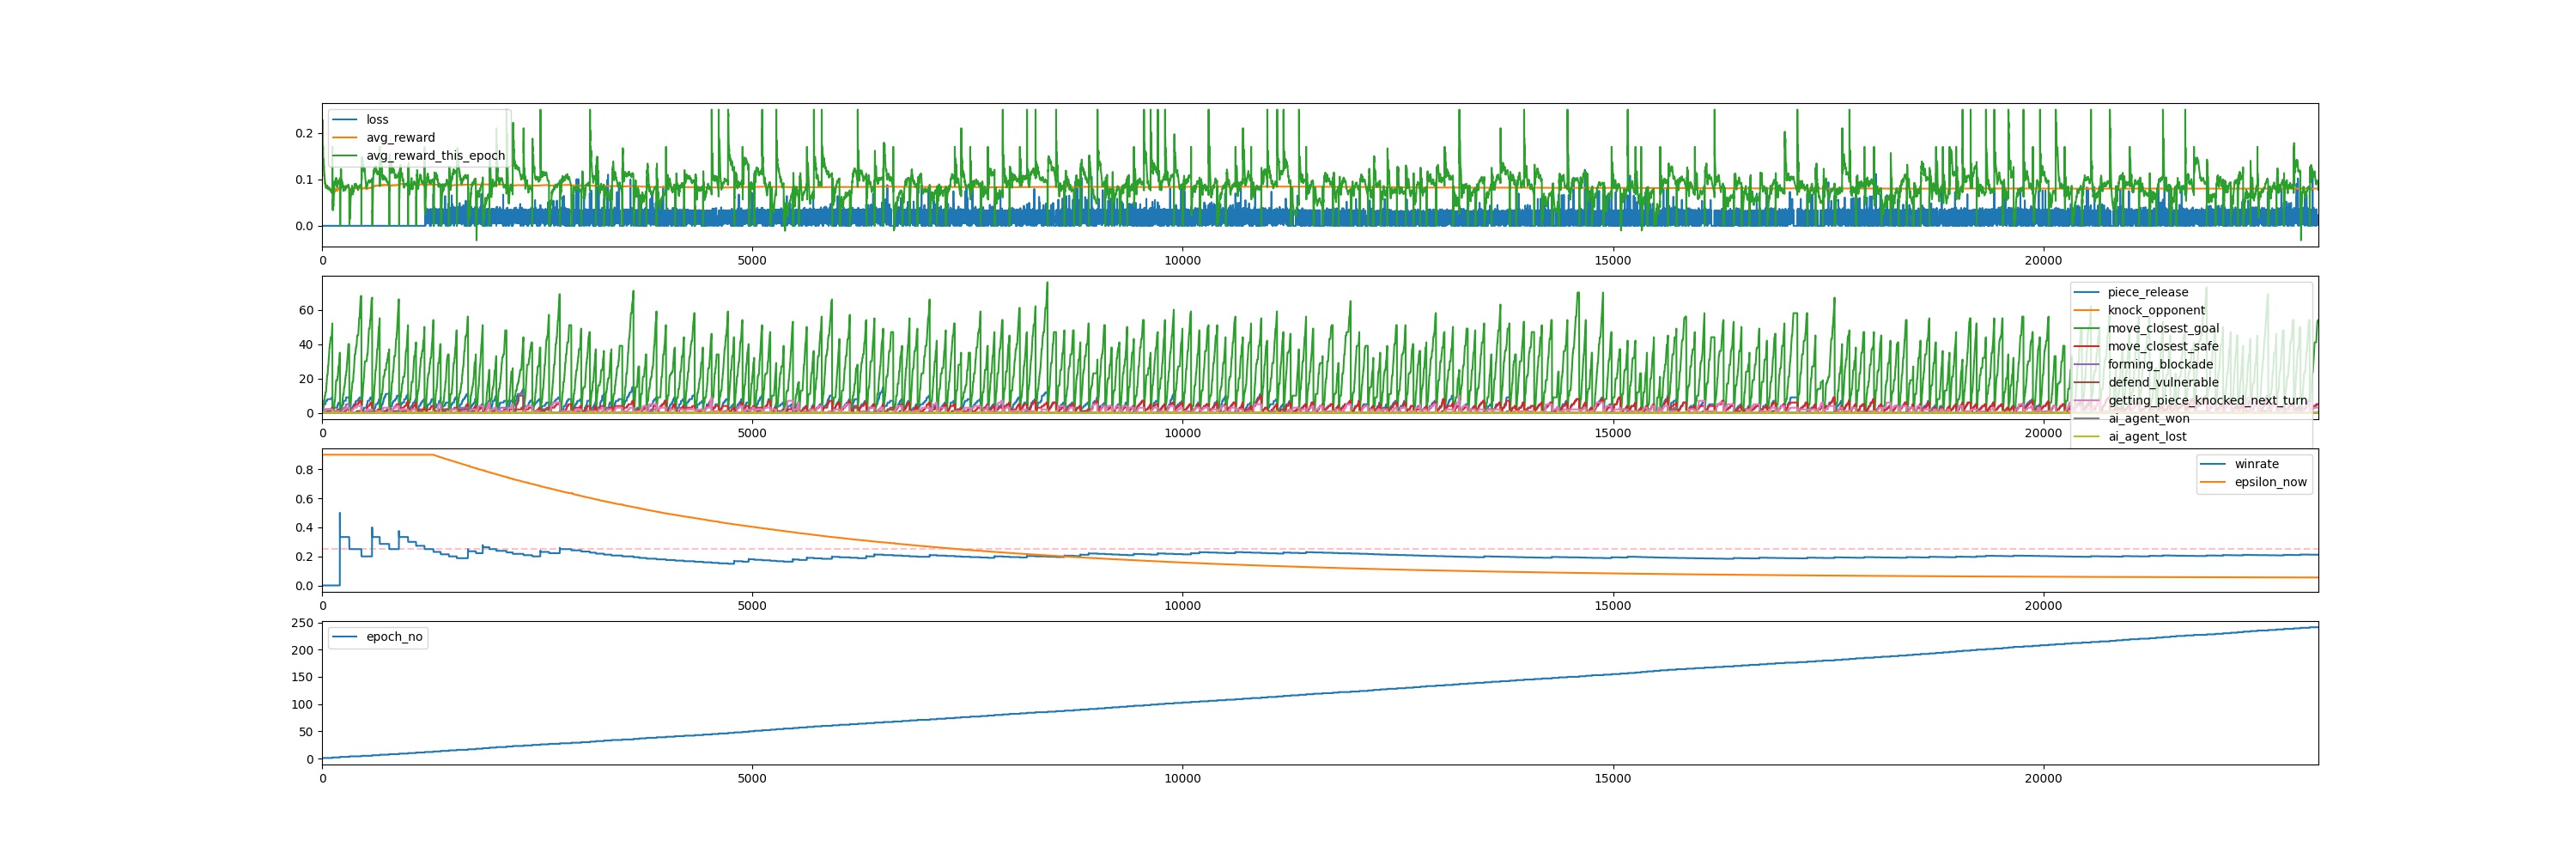 loss
avg_reward
avg_reward_this_epoch
0.2
0.1
0.0
0 5000 10000 15000 20000
piece_release
knock_opponent
move_closest_goal
move_closest_safe
forming_blockade
defend_vulnerable
getting_piece_knocked_next_turn
ai_agent_won
ai_agent_lost
60
40
20
0
0 5000 10000 15000 20000
winrate
epsilon_now
0.8
0.6
0.4
0.2
0.0
0 5000 10000 15000 20000
epoch_no
250
200
150
100
50
0
0 5000 10000 15000 20000